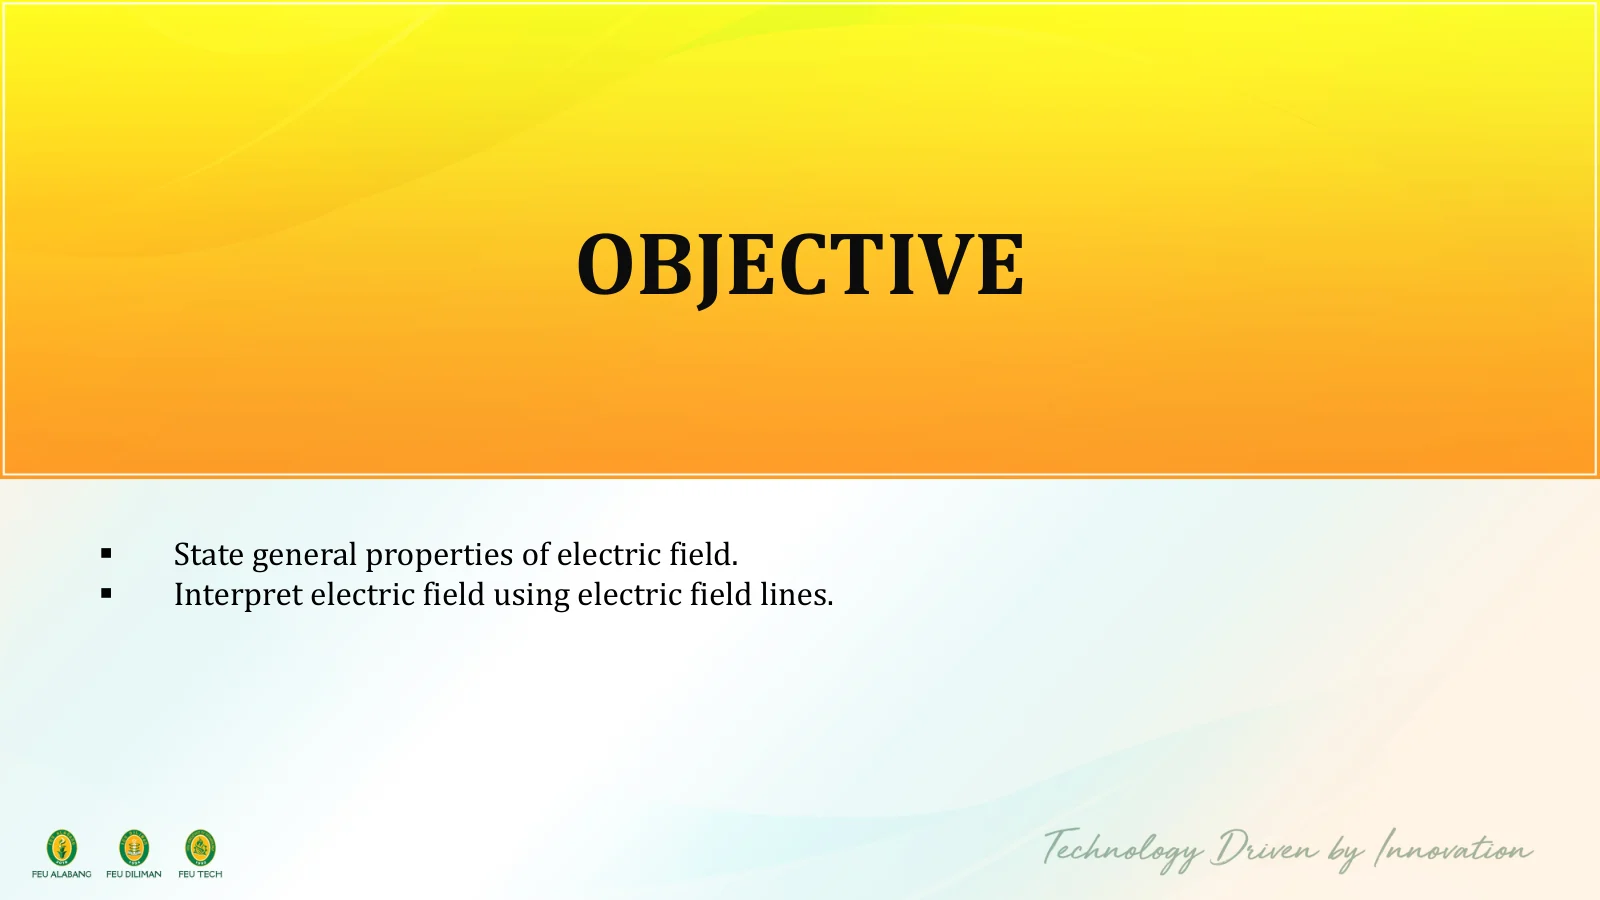 OBJECTIVE
▪ State general properties of electric field.
▪ Interpret electric field using electric field lines.
FEU ALABANG FEU DILIMAN FEU TECH
Technology Driven by Innovation